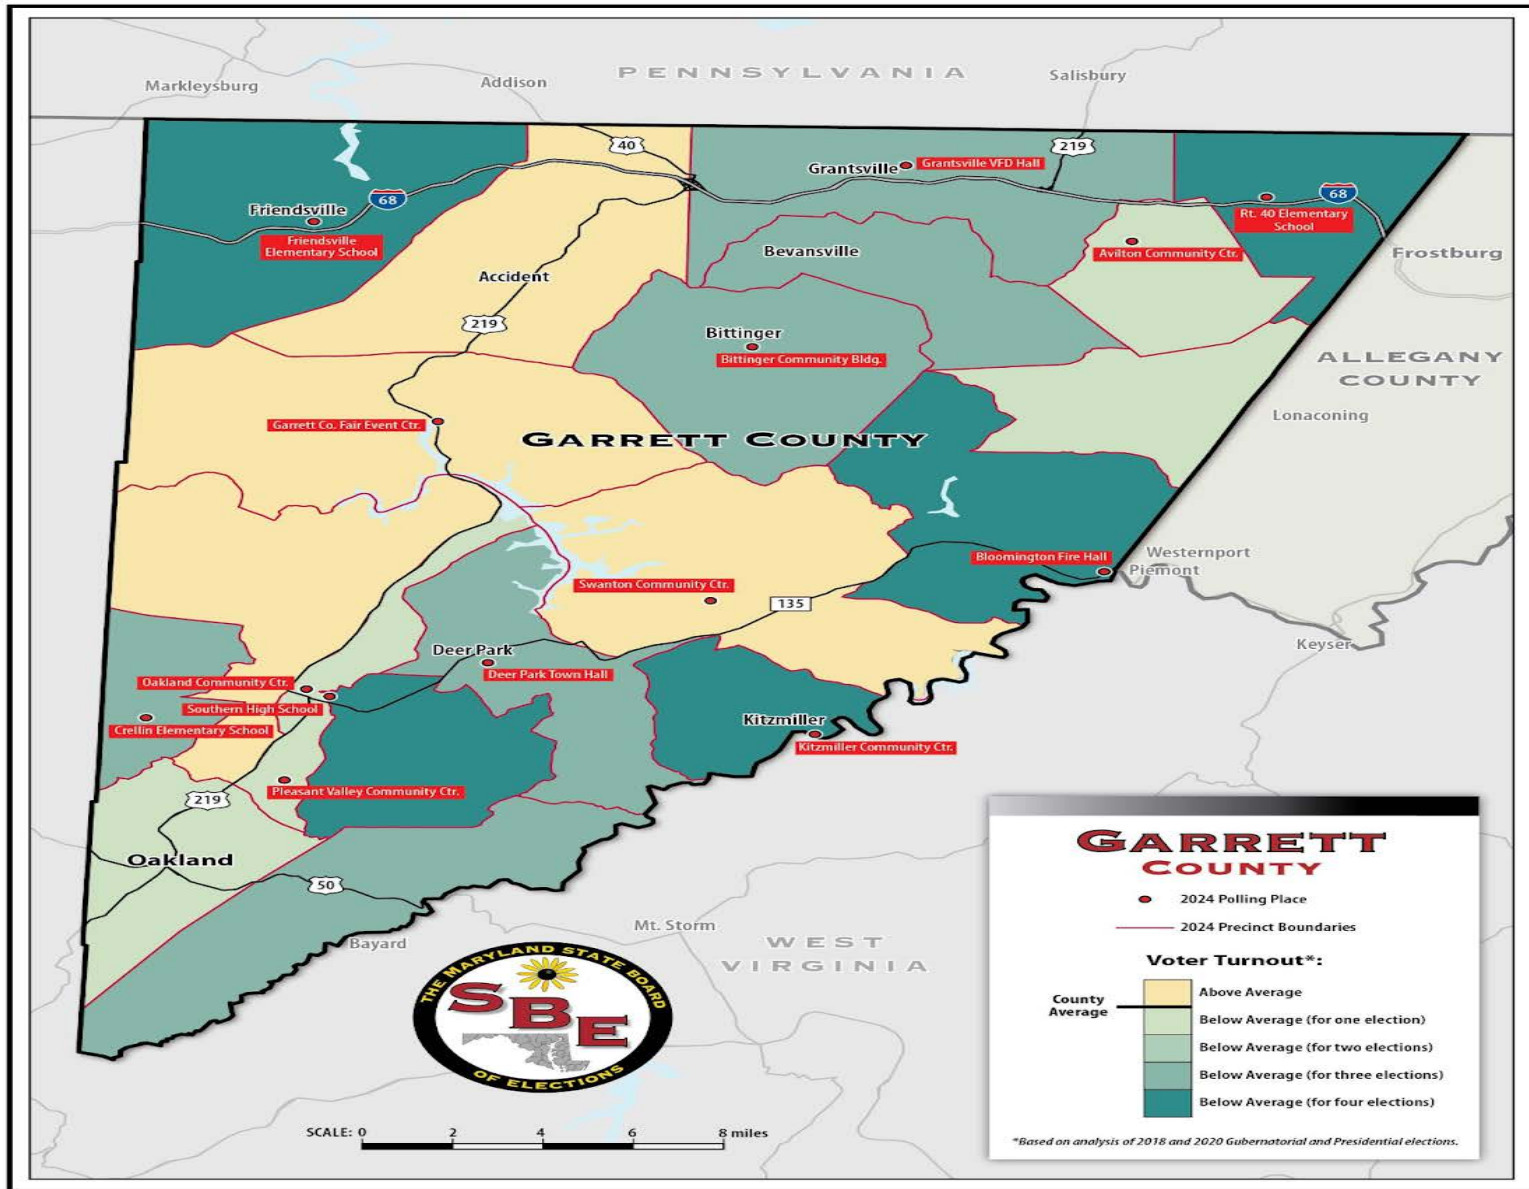 PENNSYLVANIA
Markleysburg
Addison
Salisbury
40
219
Grantsville
Grantsville VFD Hall
68
Friendsville
Friendsville
Elementary School
68
Rt. 40 Elementary
School
Bevansville
Avilton Community Ctr.
Frostburg
Accident
219
Bittinger
Bittinger Community Bldg.
ALLEGANY
COUNTY
Lonaconing
Garrett Co. Fair Event Ctr.
GARRETT COUNTY
Bloomington Fire Hall
Westernport
Piemont
Swanton Community Ctr.
135
Keyser
Deer Park
Deer Park Town Hall
Oakland Community Ctr.
Southern High School
Crellin Elementary School
Kitzmiller
Kitzmiller Community Ctr.
Pleasant Valley Community Ctr.
219
Oakland
50
Bayard
Mt. Storm
WEST
VIRGINIA
THE MARYLAND STATE BOARD
SBE
OF ELECTIONS
SCALE: 0 2 4 6 8 miles
GARRETT
COUNTY
2024 Polling Place
2024 Precinct Boundaries
Voter Turnout*:
County
Average
Above Average
Below Average (for one election)
Below Average (for two elections)
Below Average (for three elections)
Below Average (for four elections)
*Based on analysis of 2018 and 2020 Gubernatorial and Presidential elections.